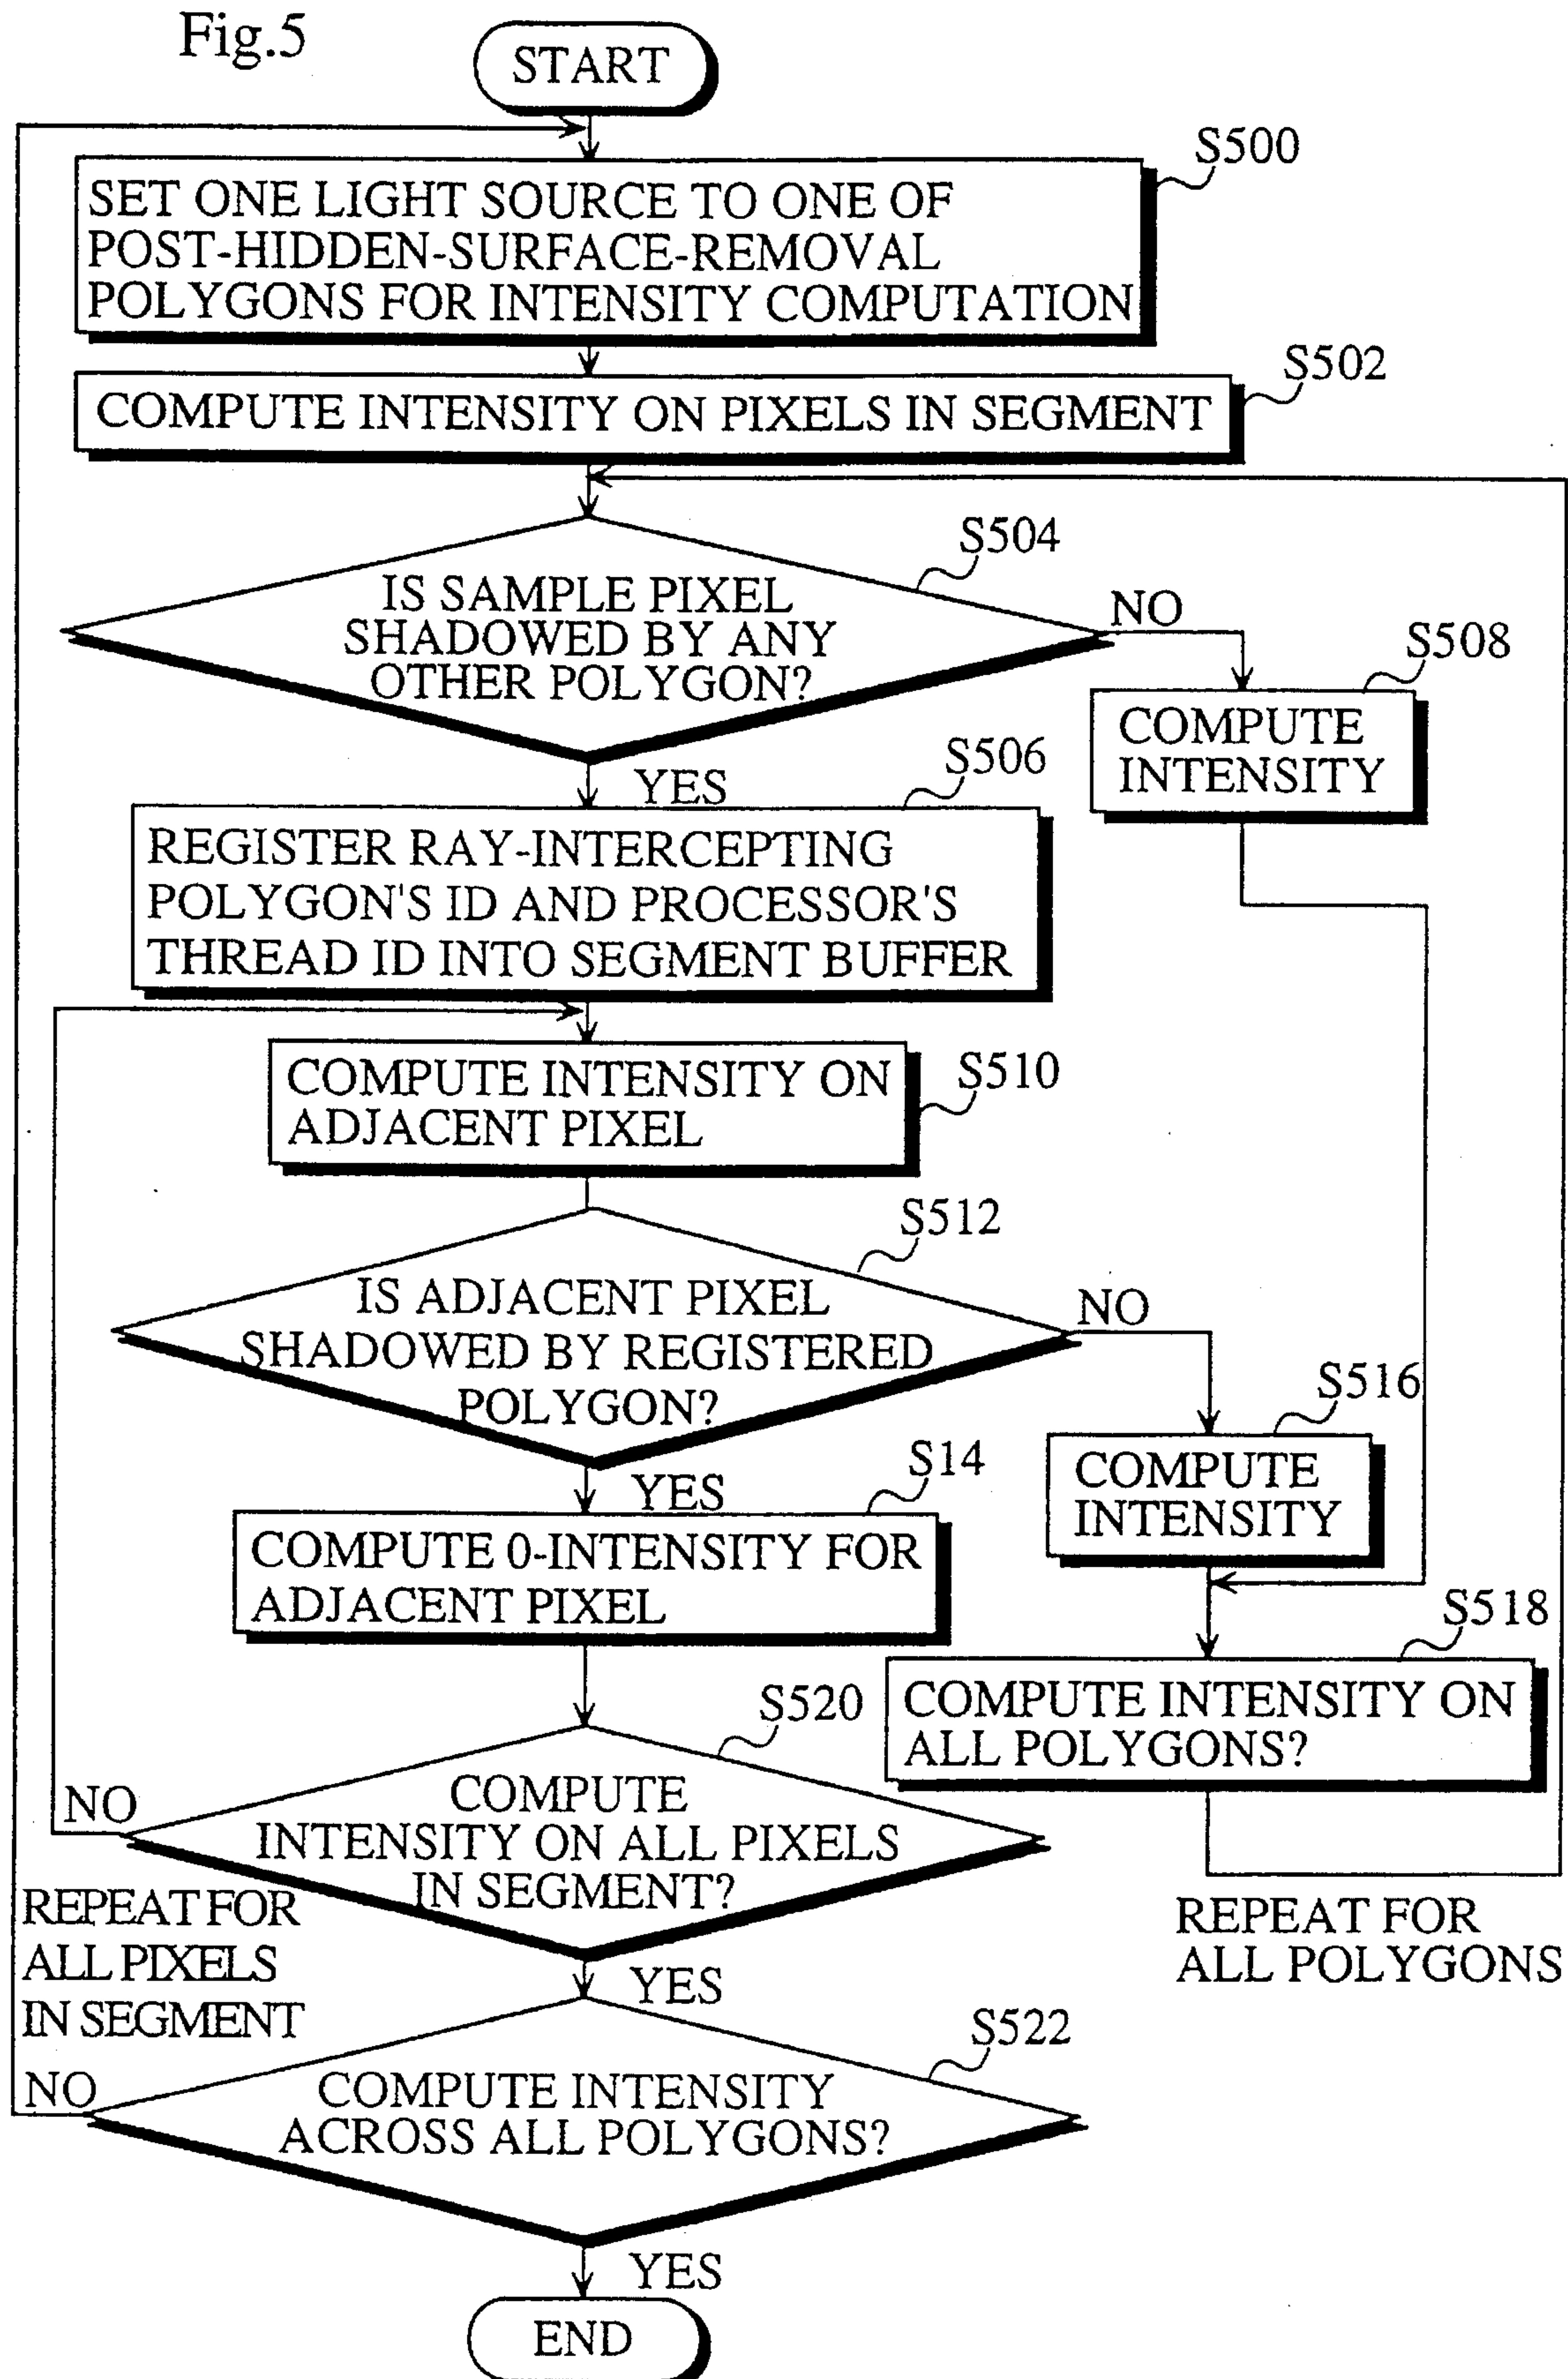 Fig.5
START
S500
SET ONE LIGHT SOURCE TO ONE OF
POST-HIDDEN-SURFACE-REMOVAL
POLYGONS FOR INTENSITY COMPUTATION
S502
COMPUTE INTENSITY ON PIXELS IN SEGMENT
S504
IS SAMPLE PIXEL
SHADOWED BY ANY
OTHER POLYGON?
NO
S508
COMPUTE
INTENSITY
YES
S506
REGISTER RAY-INTERCEPTING
POLYGON'S ID AND PROCESSOR'S
THREAD ID INTO SEGMENT BUFFER
COMPUTE INTENSITY ON
ADJACENT PIXEL
S510
S512
IS ADJACENT PIXEL
SHADOWED BY REGISTERED
POLYGON?
NO
S516
COMPUTE
INTENSITY
YES
S14
COMPUTE 0-INTENSITY FOR
ADJACENT PIXEL
S518
COMPUTE INTENSITY ON
ALL POLYGONS?
S520
COMPUTE
INTENSITY ON ALL PIXELS
IN SEGMENT?
NO
REPEAT FOR
ALL PIXELS
IN SEGMENT
REPEAT FOR
ALL POLYGONS
YES
S522
COMPUTE INTENSITY
ACROSS ALL POLYGONS?
NO
YES
END